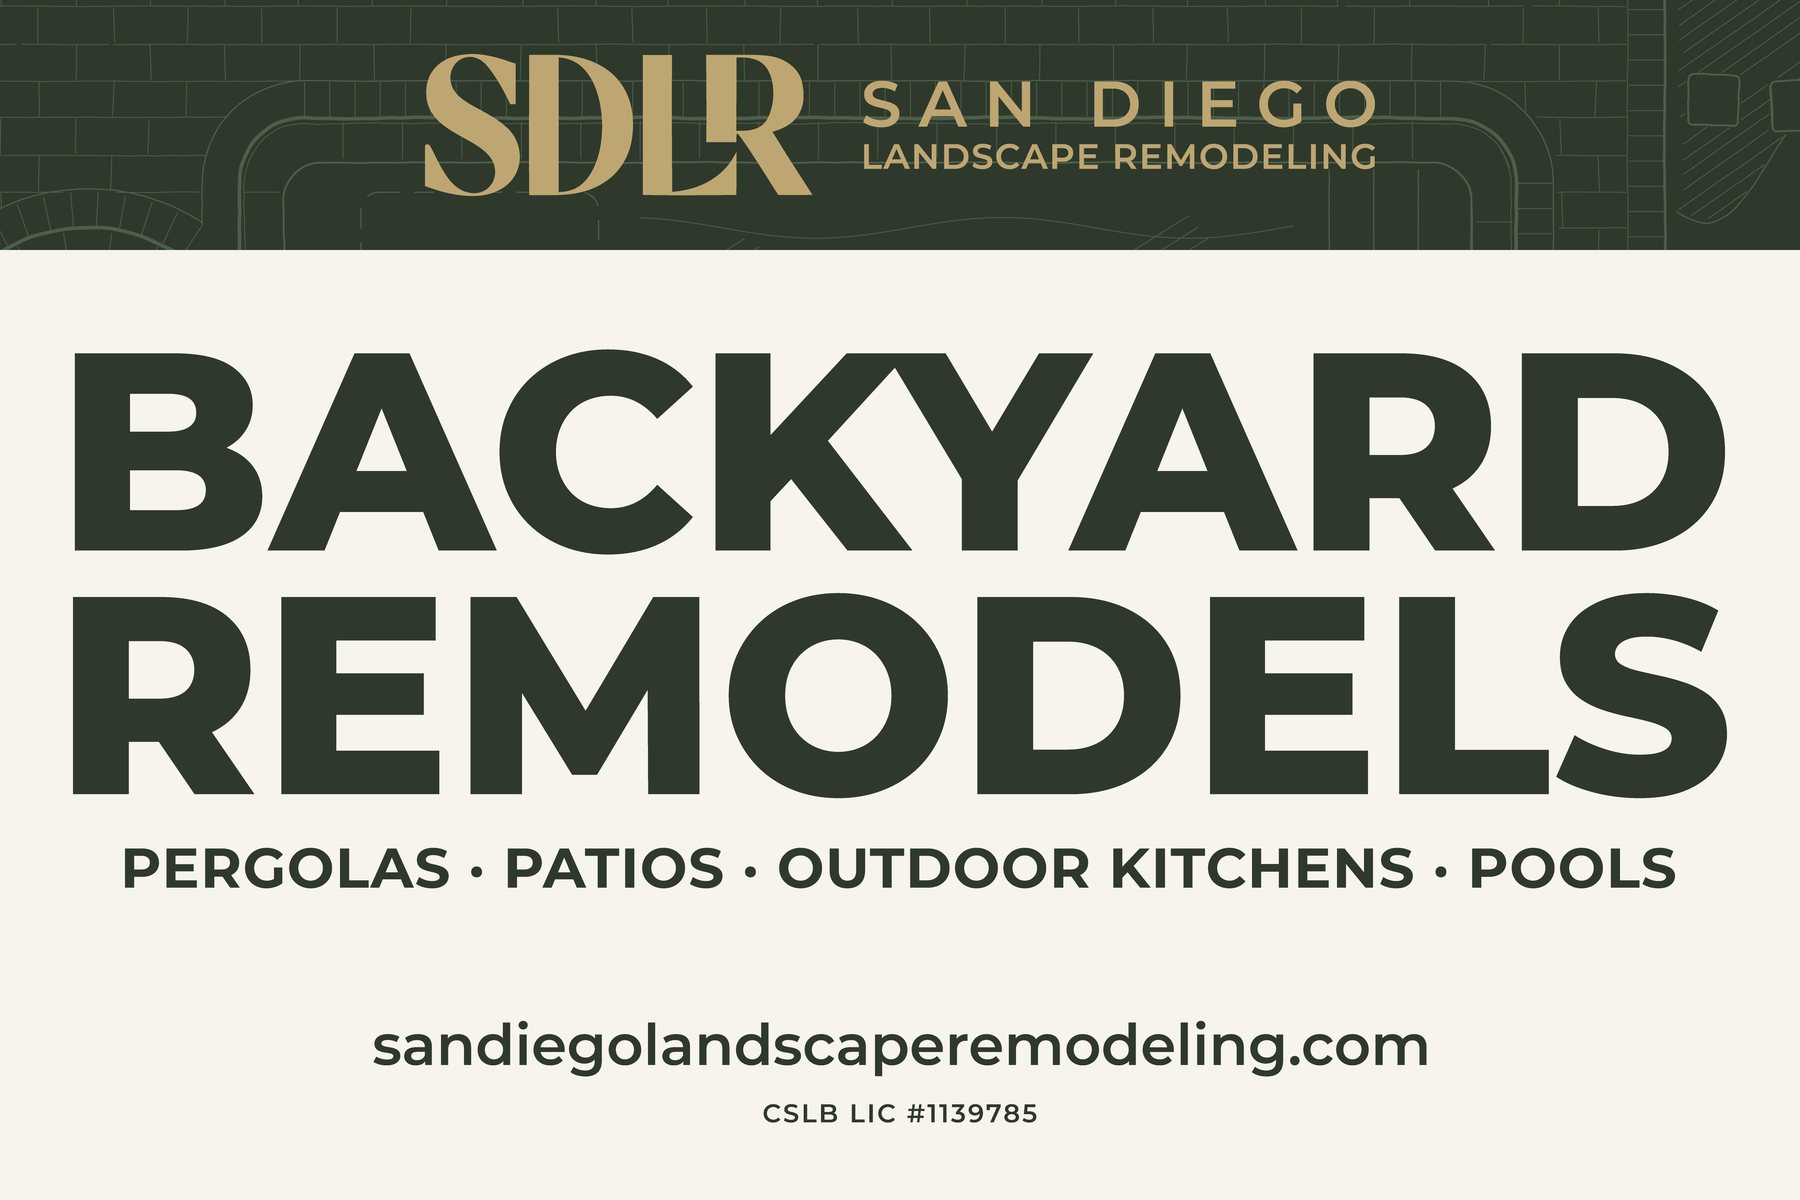 SDLR
SAN DIEGO
LANDSCAPE REMODELING
BACKYARD
REMODELS
PERGOLAS · PATIOS · OUTDOOR KITCHENS · POOLS
sandiegolandscaperemodeling.com
CSLB LIC #1139785